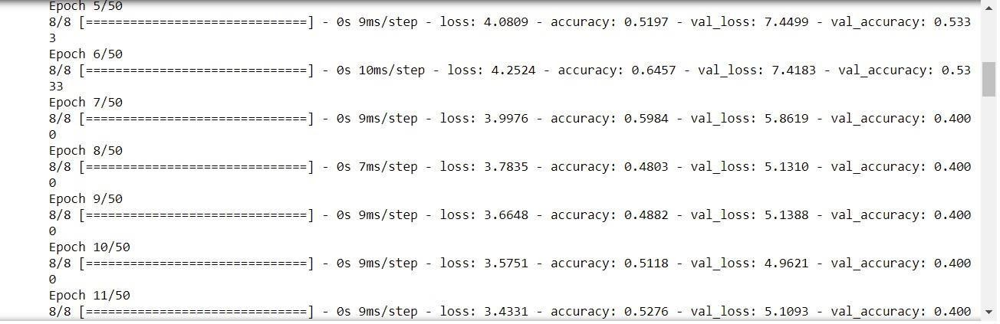 Epoch 5/50
8/8 [==============================] - 0s 9ms/step - loss: 4.0809 - accuracy: 0.5197 - val_loss: 7.4499 - val_accuracy: 0.533
3
Epoch 6/50
8/8 [==============================] - 0s 10ms/step - loss: 4.2524 - accuracy: 0.6457 - val_loss: 7.4183 - val_accuracy: 0.53
33
Epoch 7/50
8/8 [==============================] - 0s 9ms/step - loss: 3.9976 - accuracy: 0.5984 - val_loss: 5.8619 - val_accuracy: 0.400
0
Epoch 8/50
8/8 [==============================] - 0s 7ms/step - loss: 3.7835 - accuracy: 0.4803 - val_loss: 5.1310 - val_accuracy: 0.400
0
Epoch 9/50
8/8 [==============================] - 0s 9ms/step - loss: 3.6648 - accuracy: 0.4882 - val_loss: 5.1388 - val_accuracy: 0.400
0
Epoch 10/50
8/8 [==============================] - 0s 9ms/step - loss: 3.5751 - accuracy: 0.5118 - val_loss: 4.9621 - val_accuracy: 0.400
0
Epoch 11/50
8/8 [==============================] - 0s 9ms/step - loss: 3.4331 - accuracy: 0.5276 - val_loss: 5.1093 - val_accuracy: 0.400